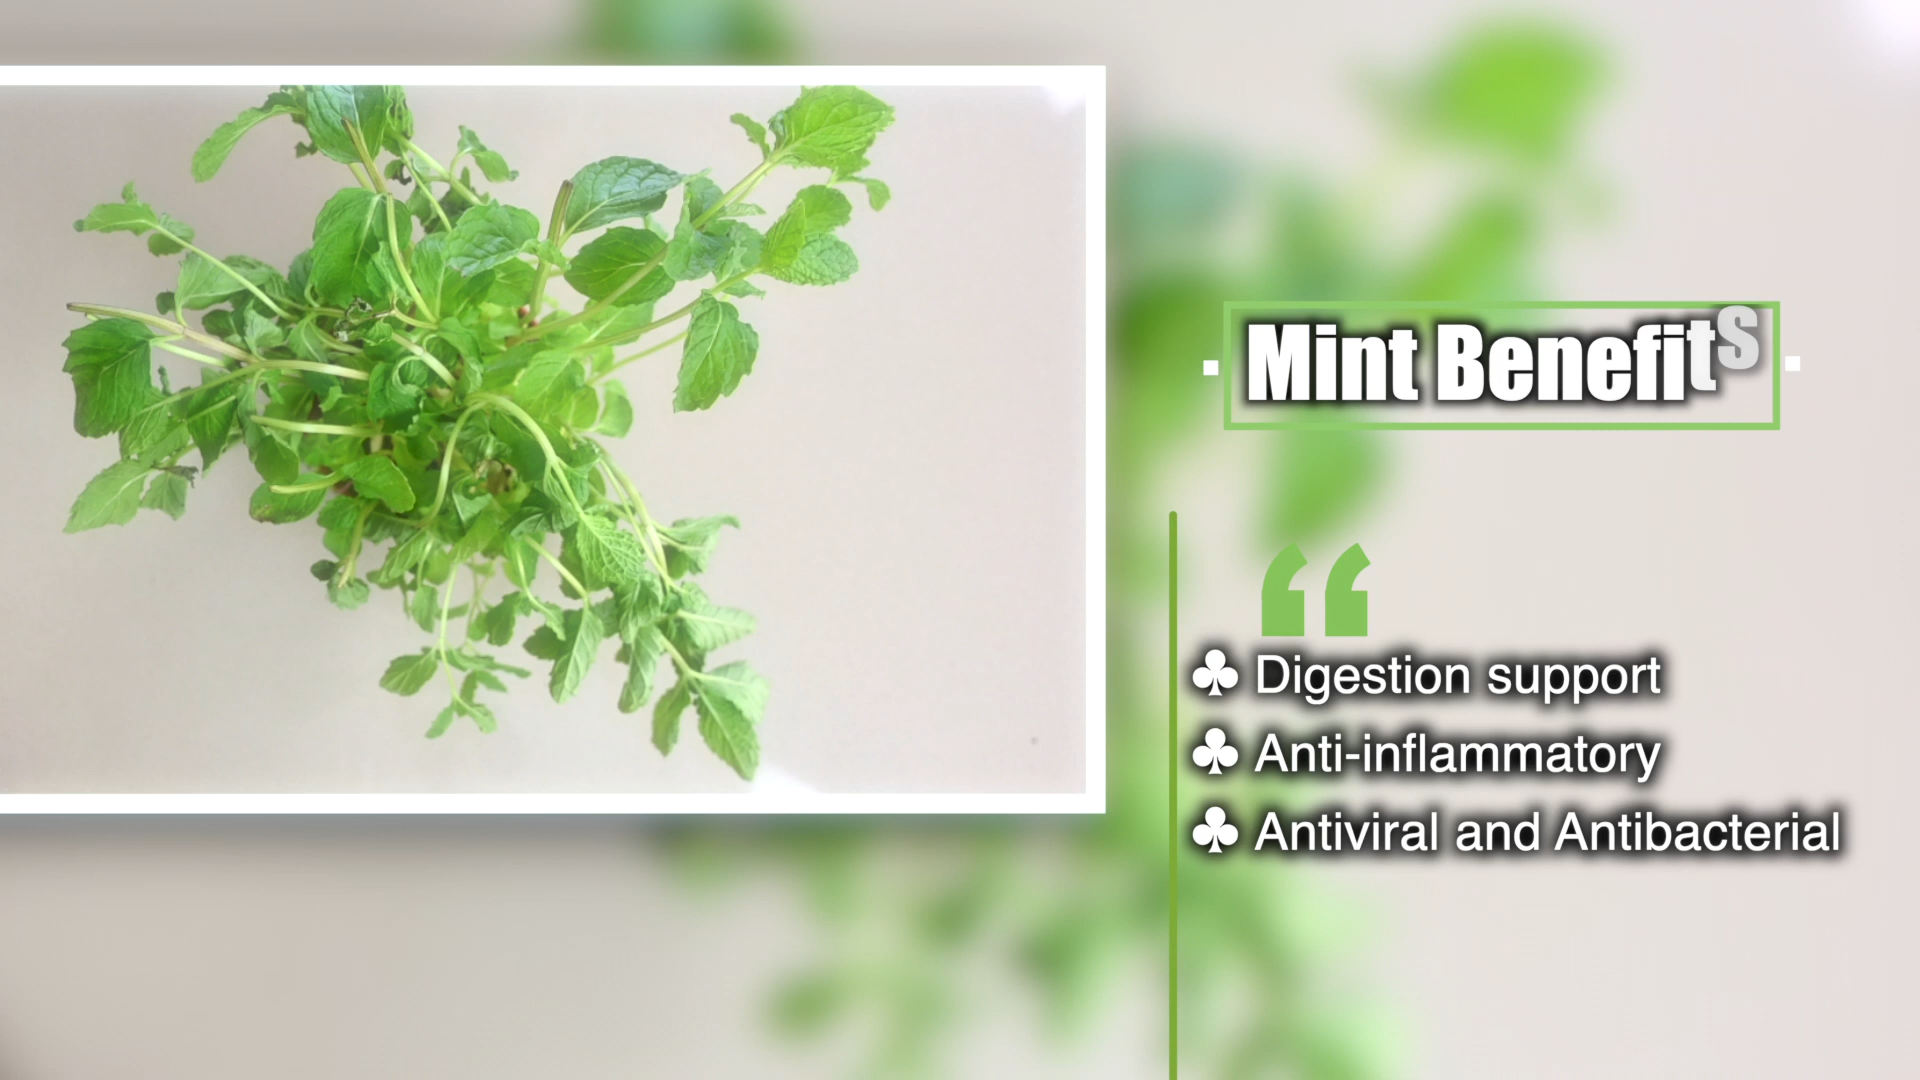 Mint Benefits
“
♣ Digestion support
♣ Anti-inflammatory
♣ Antiviral and Antibacterial